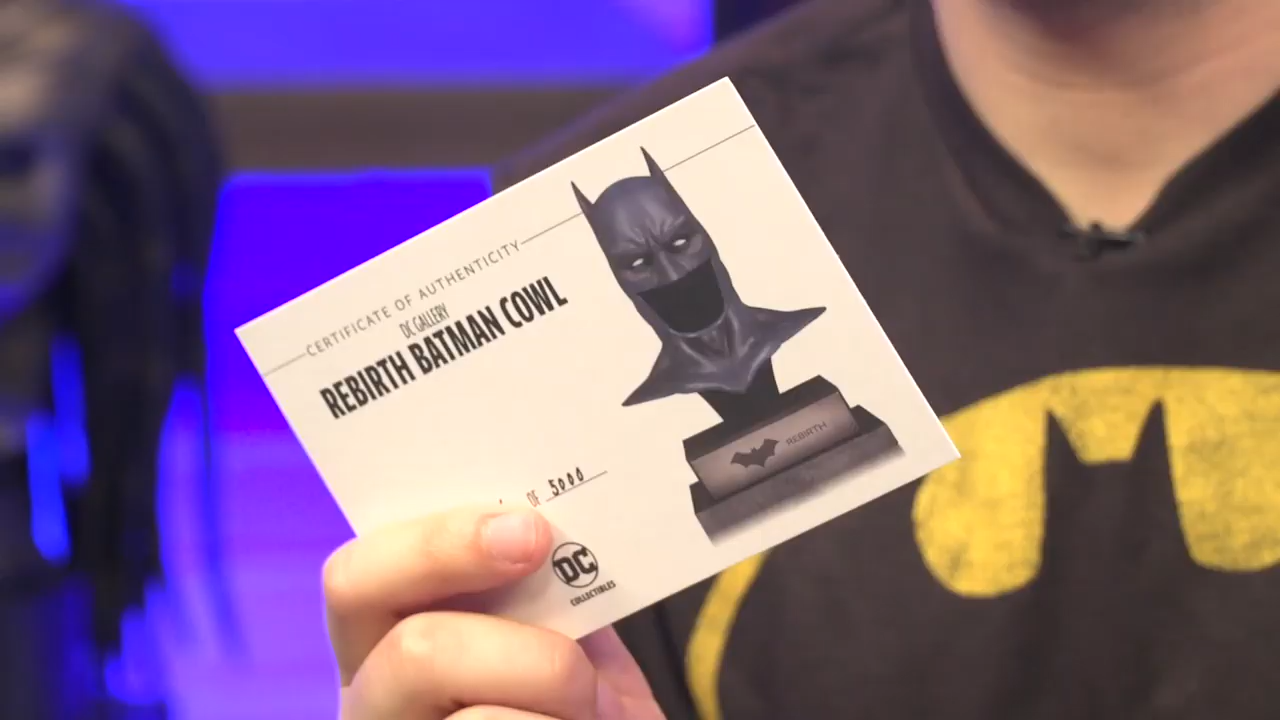 CERTIFICATE OF AUTHENTICITY
DC GALLERY
REBIRTH BATMAN COWL
REBIRTH
OF 5000
DC
COLLECTIBLES